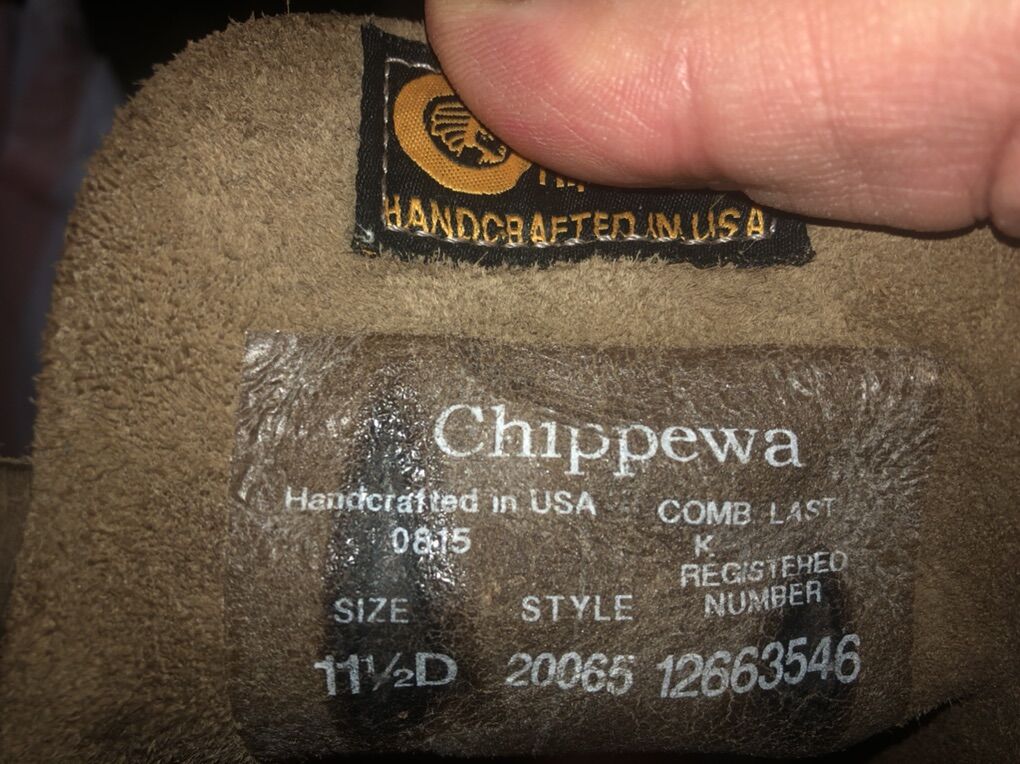 HANDCRAFTED IN USA
Chippewa
Handcrafted in USA
0815
COMB LAST
K
REGISTERED
NUMBER
SIZE
STYLE
11½D
20065
12663546